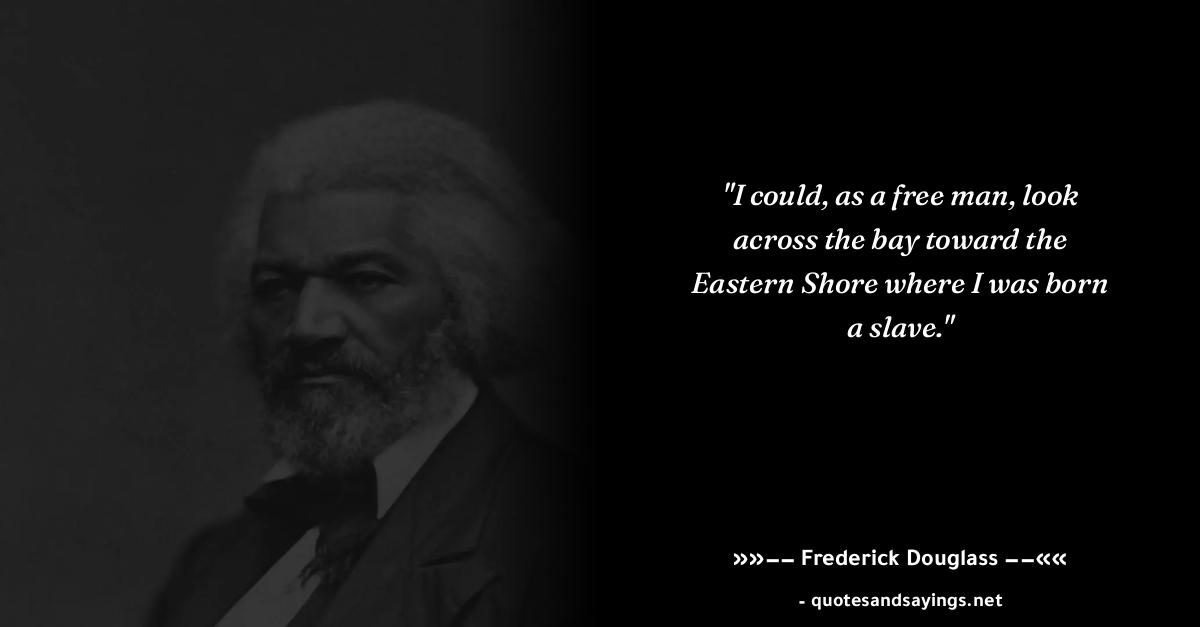 "I could, as a free man, look
across the bay toward the
Eastern Shore where I was born
a slave."
»»−− Frederick Douglass −−««
- quotesandsayings.net